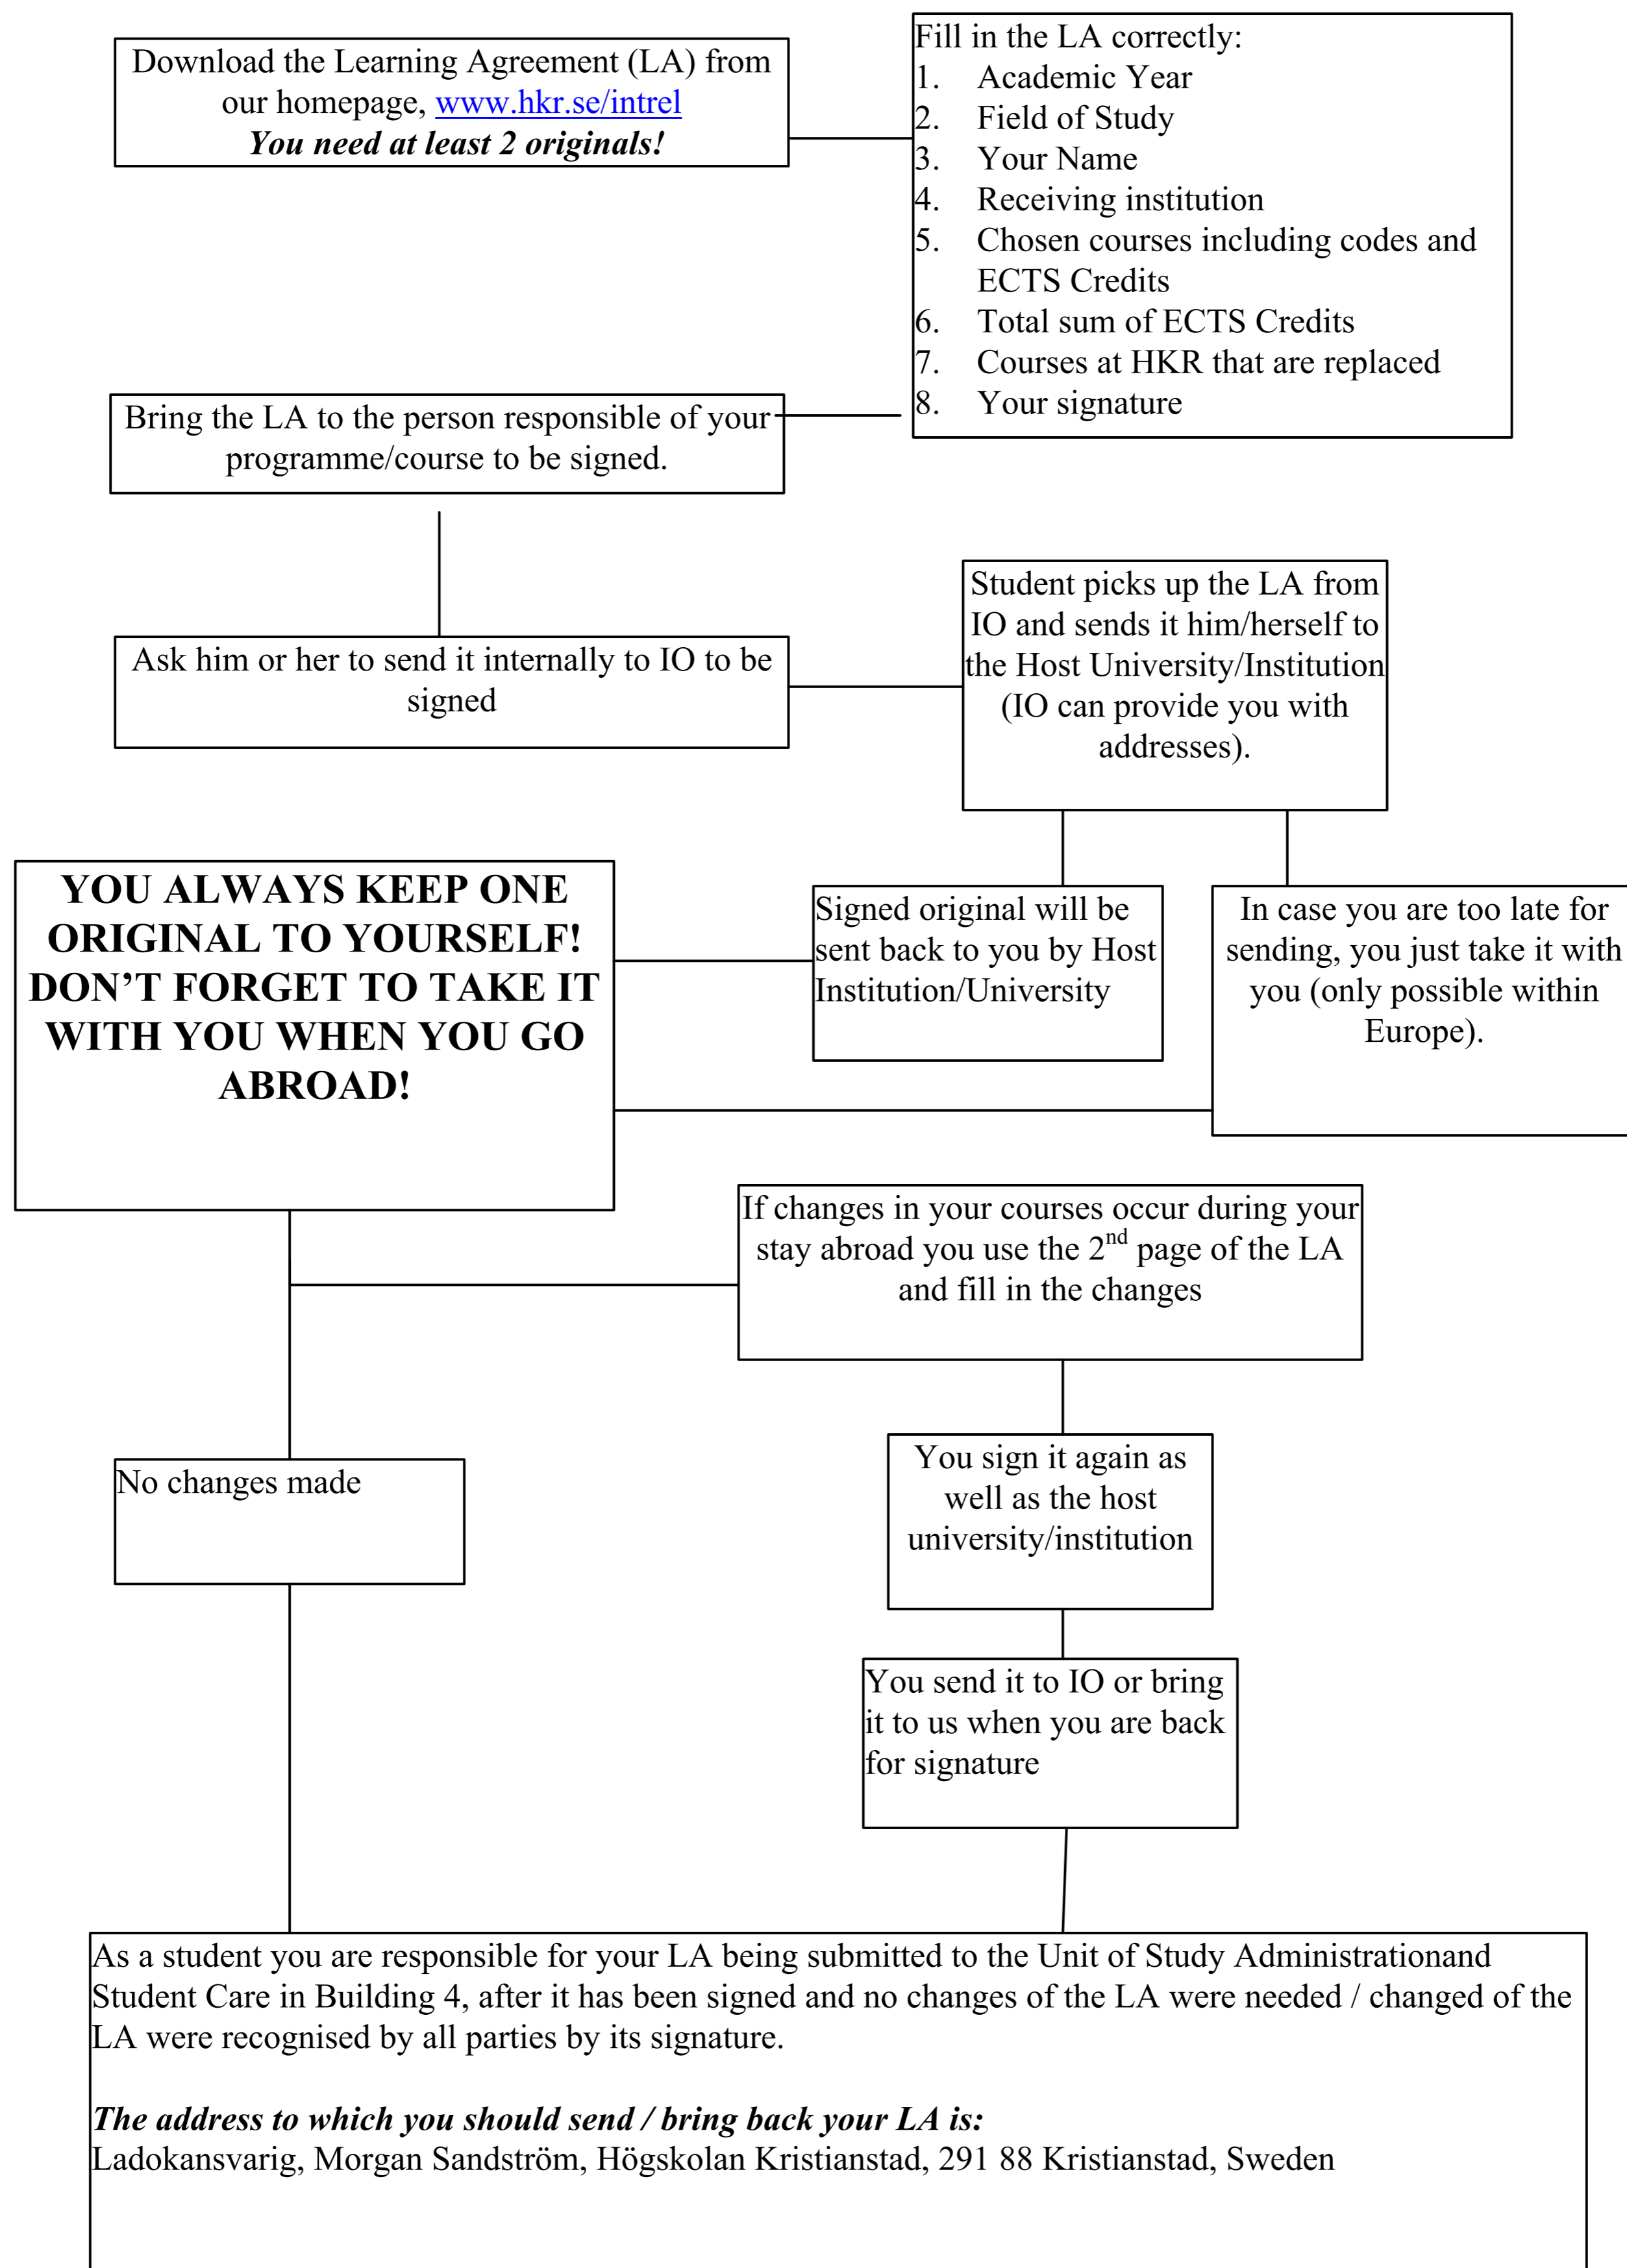 Download the Learning Agreement (LA) from
our homepage, www.hkr.se/intrel
You need at least 2 originals!
Fill in the LA correctly:
1. Academic Year
2. Field of Study
3. Your Name
4. Receiving institution
5. Chosen courses including codes and
ECTS Credits
6. Total sum of ECTS Credits
7. Courses at HKR that are replaced
8. Your signature
Bring the LA to the person responsible of your
programme/course to be signed.
Ask him or her to send it internally to IO to be
signed
Student picks up the LA from
IO and sends it him/herself to
the Host University/Institution
(IO can provide you with
addresses).
YOU ALWAYS KEEP ONE
ORIGINAL TO YOURSELF!
DON’T FORGET TO TAKE IT
WITH YOU WHEN YOU GO
ABROAD!
Signed original will be
sent back to you by Host
Institution/University
In case you are too late for
sending, you just take it with
you (only possible within
Europe).
If changes in your courses occur during your
stay abroad you use the 2nd page of the LA
and fill in the changes
No changes made
You sign it again as
well as the host
university/institution
You send it to IO or bring
it to us when you are back
for signature
As a student you are responsible for your LA being submitted to the Unit of Study Administrationand
Student Care in Building 4, after it has been signed and no changes of the LA were needed / changed of the
LA were recognised by all parties by its signature.
The address to which you should send / bring back your LA is:
Ladokansvarig, Morgan Sandström, Högskolan Kristianstad, 291 88 Kristianstad, Sweden